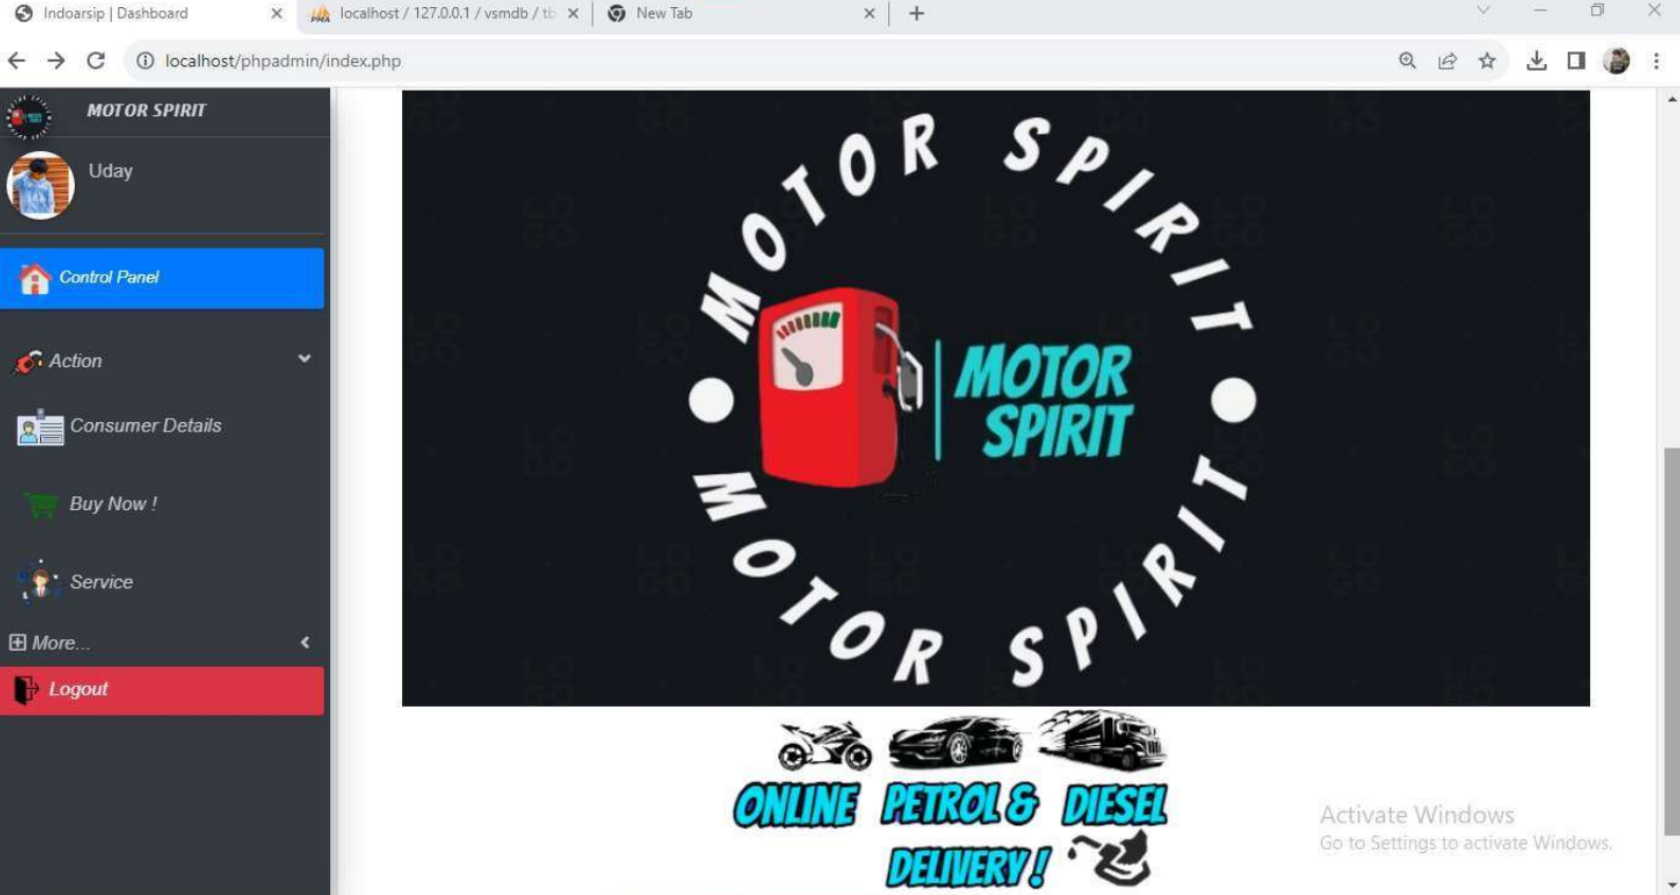 Indoarsip | Dashboard
localhost / 127.0.0.1 / vsmdb / tb
New Tab
localhost/phpadmin/index.php
MOTOR SPIRIT
Uday
Control Panel
Action
Consumer Details
Buy Now !
Service
More...
Logout
MOTOR SPIRIT
MOTOR
SPIRIT
MOTOR SPIRIT
ONLINE PETROL & DIESEL
DELIVERY !
Activate Windows
Go to Settings to activate Windows.